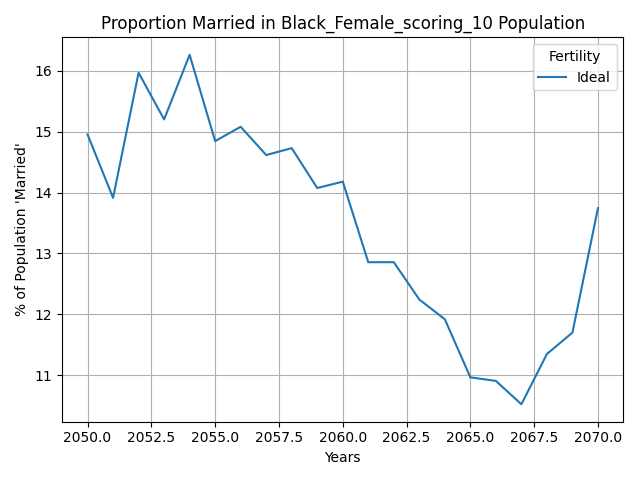 Proportion Married in Black_Female_scoring_10 Population
Fertility
Ideal
16
15
14
13
12
11
% of Population 'Married'
2050.0 2052.5 2055.0 2057.5 2060.0 2062.5 2065.0 2067.5 2070.0
Years